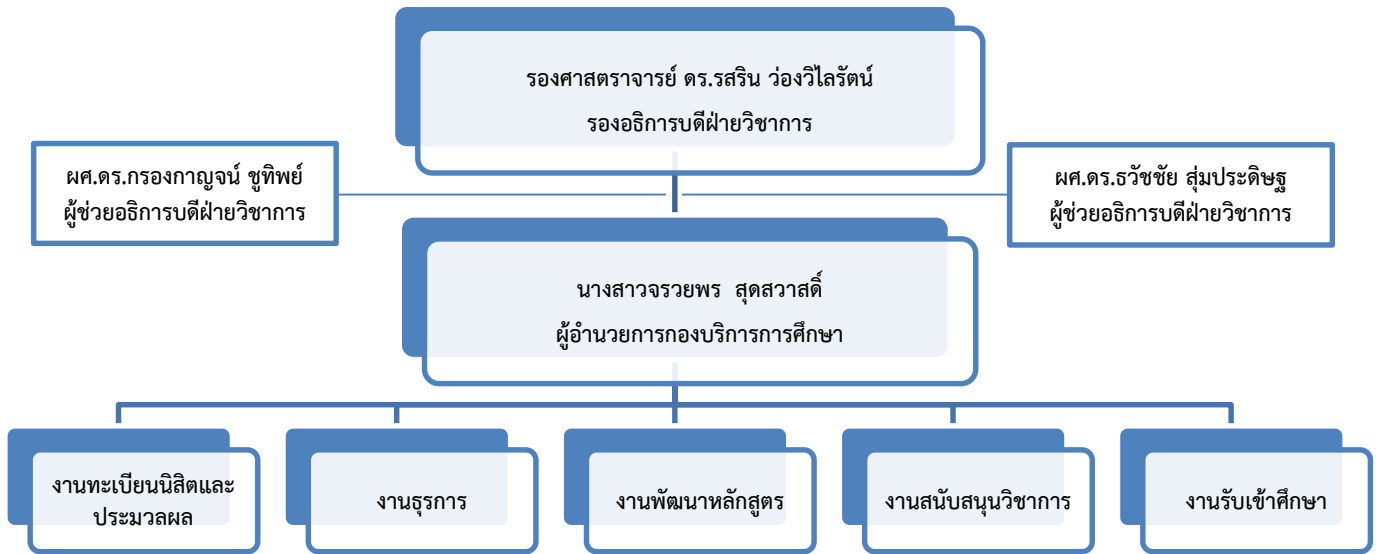 รองศาสตราจารย์ ดร.รสริน ว่องวิไลรัตน์
รองอธิการบดีฝ่ายวิชาการ
ผศ.ดร.กรองกาญจน์ ชูทิพย์
ผู้ช่วยอธิการบดีฝ่ายวิชาการ
ผศ.ดร.ธวัชชัย สุ่มประดิษฐ
ผู้ช่วยอธิการบดีฝ่ายวิชาการ
นางสาวจรวยพร สุดสวาสดิ์
ผู้อำนวยการกองบริการการศึกษา
งานทะเบียนนิสิตและ
ประมวลผล
งานธุรการ
งานพัฒนาหลักสูตร
งานสนับสนุนวิชาการ
งานรับเข้าศึกษา